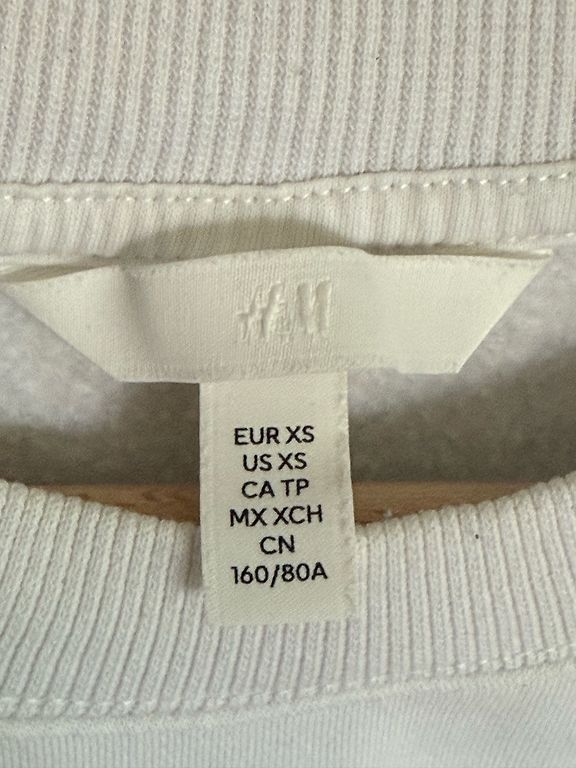 H&M
EUR XS
US XS
CA TP
MX XCH
CN
160/80A